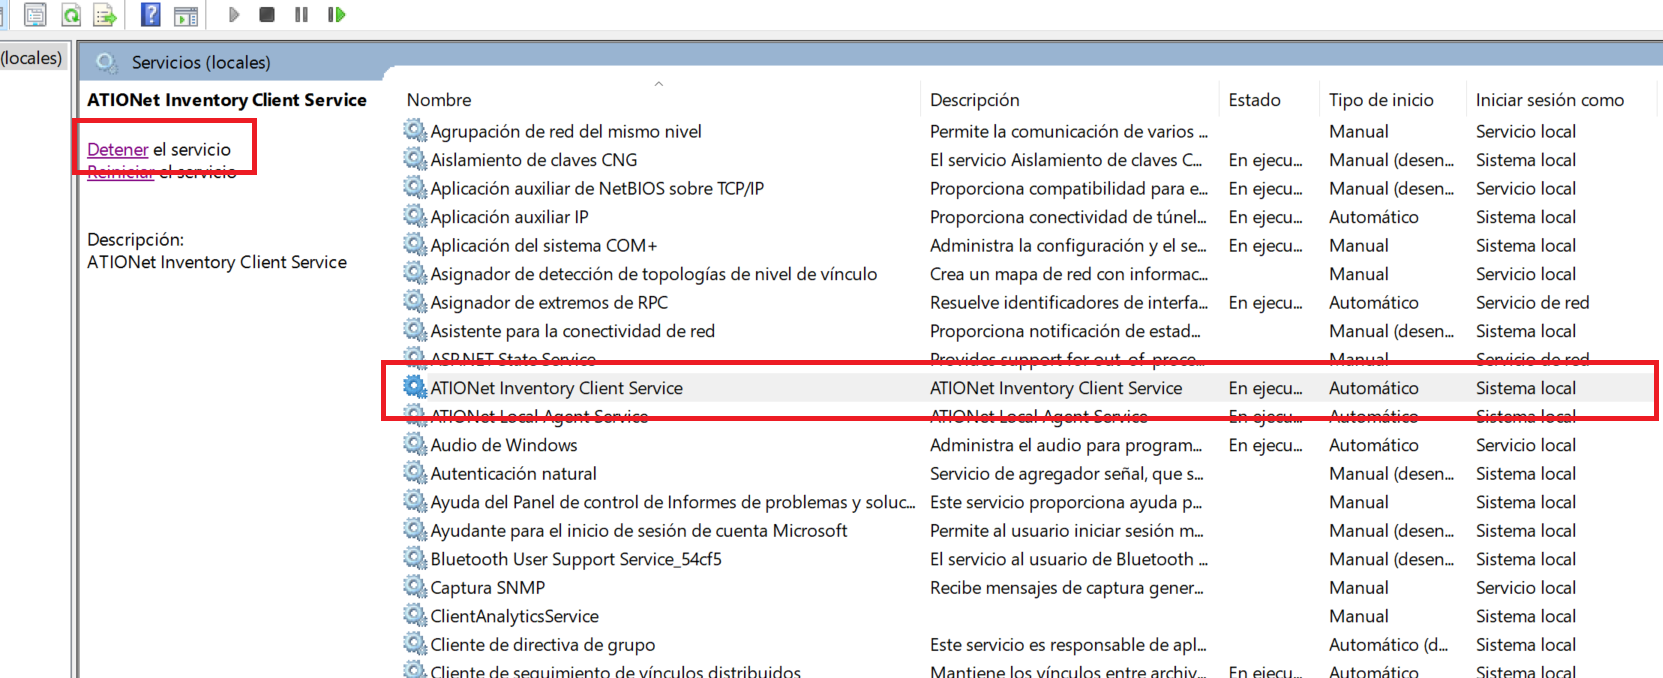 (locales)
Servicios (locales)
ATIONet Inventory Client Service
Detener el servicio
Reiniciar el servicio
Descripción:
ATIONet Inventory Client Service
Nombre Descripción Estado Tipo de inicio Iniciar sesión como
Agrupación de red del mismo nivel Permite la comunicación de varios ... Manual Servicio local
Aislamiento de claves CNG El servicio Aislamiento de claves C... En ejecu... Manual (desen... Sistema local
Aplicación auxiliar de NetBIOS sobre TCP/IP Proporciona compatibilidad para e... En ejecu... Manual (desen... Servicio local
Aplicación auxiliar IP Proporciona conectividad de túnel... En ejecu... Automático Sistema local
Aplicación del sistema COM+ Administra la configuración y el se... En ejecu... Manual Sistema local
Asignador de detección de topologías de nivel de vínculo Crea un mapa de red con informac... Manual Servicio local
Asignador de extremos de RPC Resuelve identificadores de interfa... En ejecu... Automático Servicio de red
Asistente para la conectividad de red Proporciona notificación de estad... Manual (desen... Sistema local
ASP.NET State Service Provides support for out-of-proce... Manual Servicio de red
ATIONet Inventory Client Service ATIONet Inventory Client Service En ejecu... Automático Sistema local
ATIONet Local Agent Service ATIONet Local Agent Service En ejecu... Automático Sistema local
Audio de Windows Administra el audio para program... En ejecu... Automático Servicio local
Autenticación natural Servicio de agregador señal, que s... Manual (desen... Sistema local
Ayuda del Panel de control de Informes de problemas y soluc... Este servicio proporciona ayuda p... Manual Sistema local
Ayudante para el inicio de sesión de cuenta Microsoft Permite al usuario iniciar sesión m... Manual (desen... Sistema local
Bluetooth User Support Service_54cf5 El servicio al usuario de Bluetooth ... Manual (desen... Sistema local
Captura SNMP Recibe mensajes de captura gener... Manual Servicio local
ClientAnalyticsService Manual Sistema local
Cliente de directiva de grupo Este servicio es responsable de apl... Automático (d... Sistema local
Cliente de seguimiento de vínculos distribuidos Mantiene los vínculos entre archiv... En ejecu... Automático Sistema local